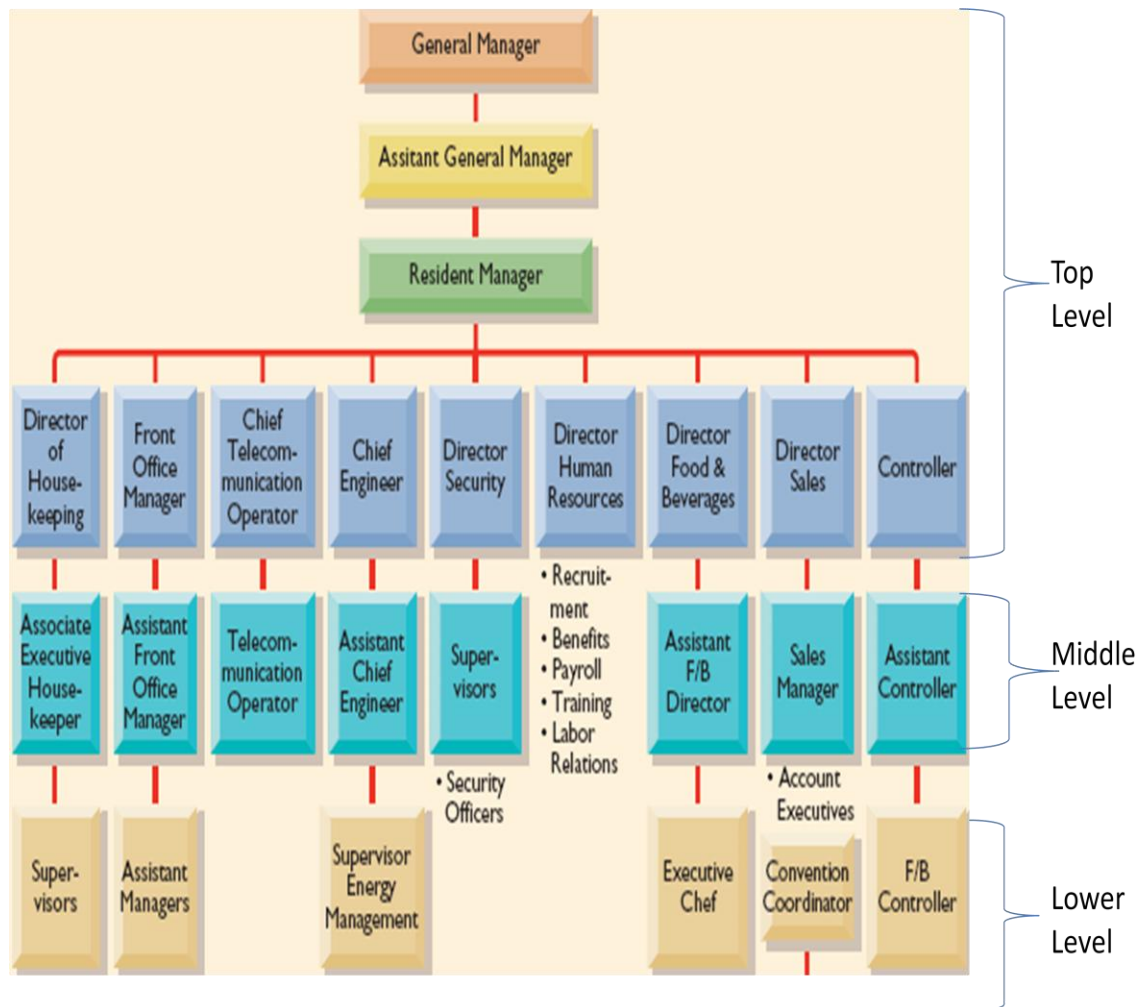 General Manager
Assitant General Manager
Resident Manager
Top
Level
Director
of
House-
keeping
Front
Office
Manager
Chief
Telecom-
munication
Operator
Chief
Engineer
Director
Security
Director
Human
Resources
Director
Food &
Beverages
Director
Sales
Controller
Associate
Executive
House-
keeper
Assistant
Front
Office
Manager
Telecom-
munication
Operator
Assistant
Chief
Engineer
Super-
visors
• Security
Officers
• Recruit-
ment
• Benefits
• Payroll
• Training
• Labor
Relations
Assistant
F/B
Director
Sales
Manager
• Account
Executives
Assistant
Controller
Middle
Level
Super-
visors
Assistant
Managers
Supervisor
Energy
Management
Executive
Chef
Convention
Coordinator
F/B
Controller
Lower
Level